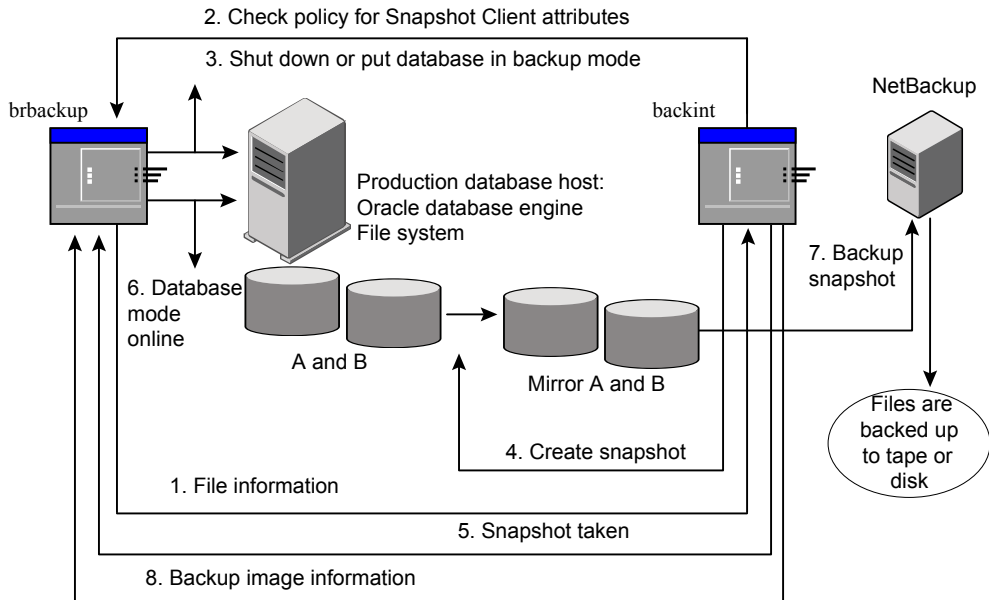 2. Check policy for Snapshot Client attributes
3. Shut down or put database in backup mode
brbackup
backint
NetBackup
Production database host:
Oracle database engine
File system
7. Backup
snapshot
6. Database
mode
online
A and B
Mirror A and B
Files are
backed up
to tape or
disk
4. Create snapshot
1. File information
5. Snapshot taken
8. Backup image information